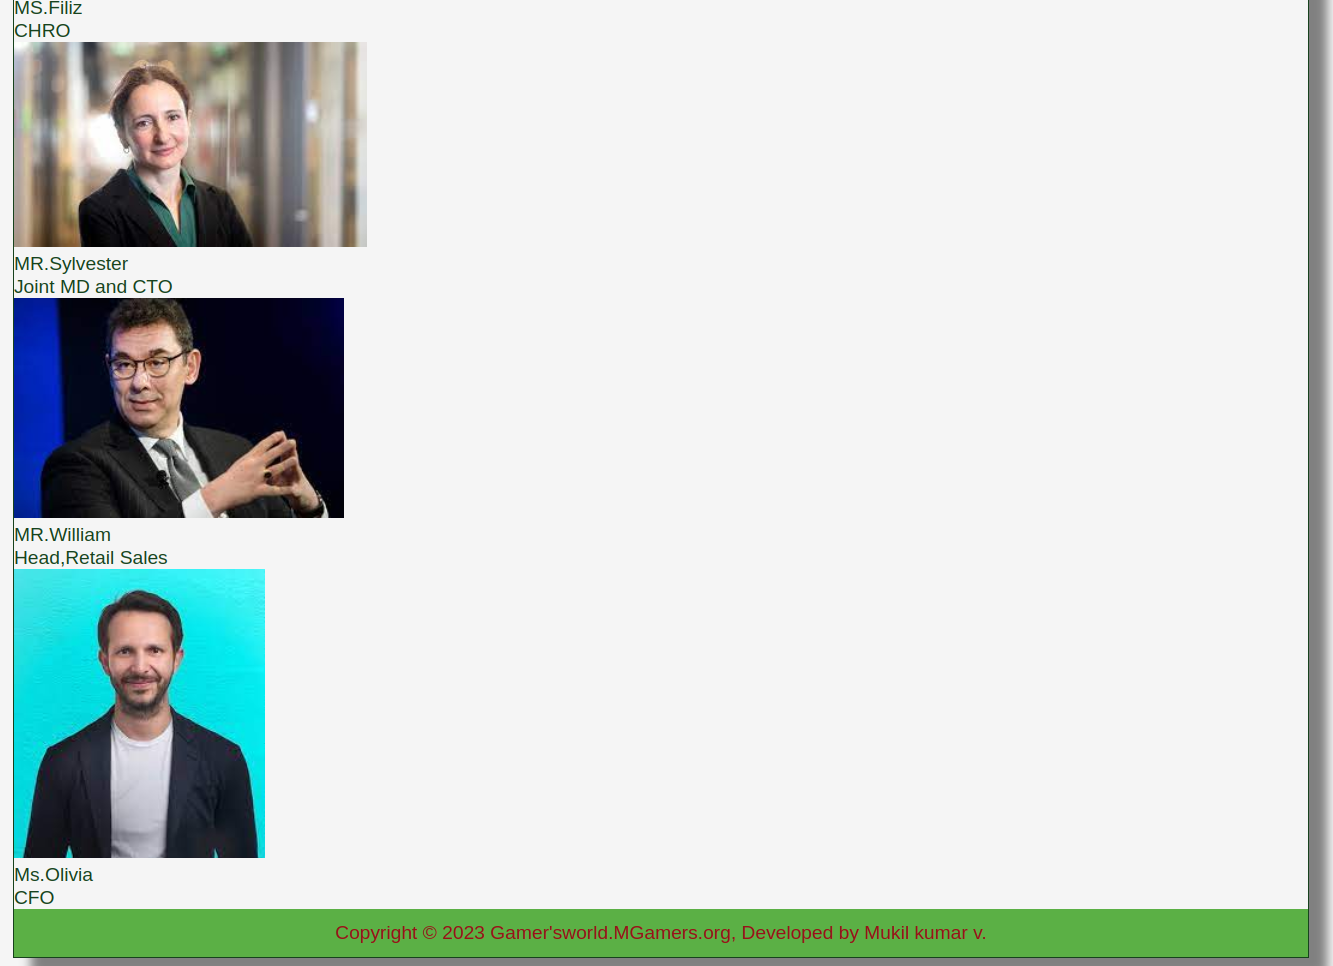 MS.Filiz
CHRO
MR.Sylvester
Joint MD and CTO
MR.William
Head,Retail Sales
Ms.Olivia
CFO
Copyright © 2023 Gamer'sworld.MGamers.org, Developed by Mukil kumar v.